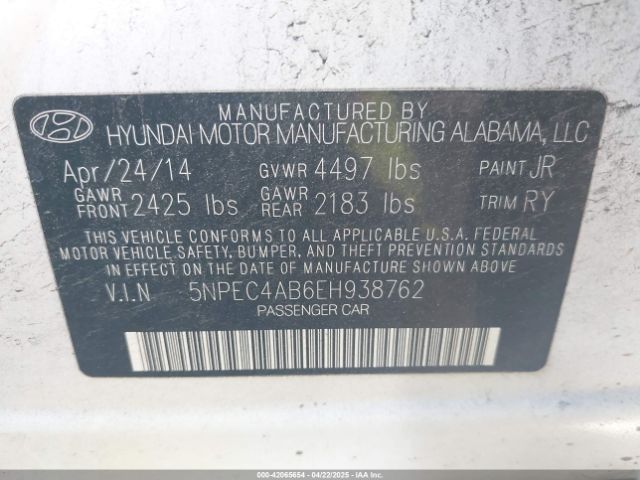 MANUFACTURED BY
HYUNDAI MOTOR MANUFACTURING ALABAMA, LLC
Apr/24/14 GVWR 4497 lbs PAINT JR
GAWR FRONT 2425 lbs GAWR REAR 2183 lbs TRIM RY
THIS VEHICLE CONFORMS TO ALL APPLICABLE U.S.A. FEDERAL
MOTOR VEHICLE SAFETY, BUMPER, AND THEFT PREVENTION STANDARDS
IN EFFECT ON THE DATE OF MANUFACTURE SHOWN ABOVE.
V.I.N 5NPEC4AB6EH938762
PASSENGER CAR
000-42065654 - 04/22/2025 - COPYRIGHT IAA, LLC.